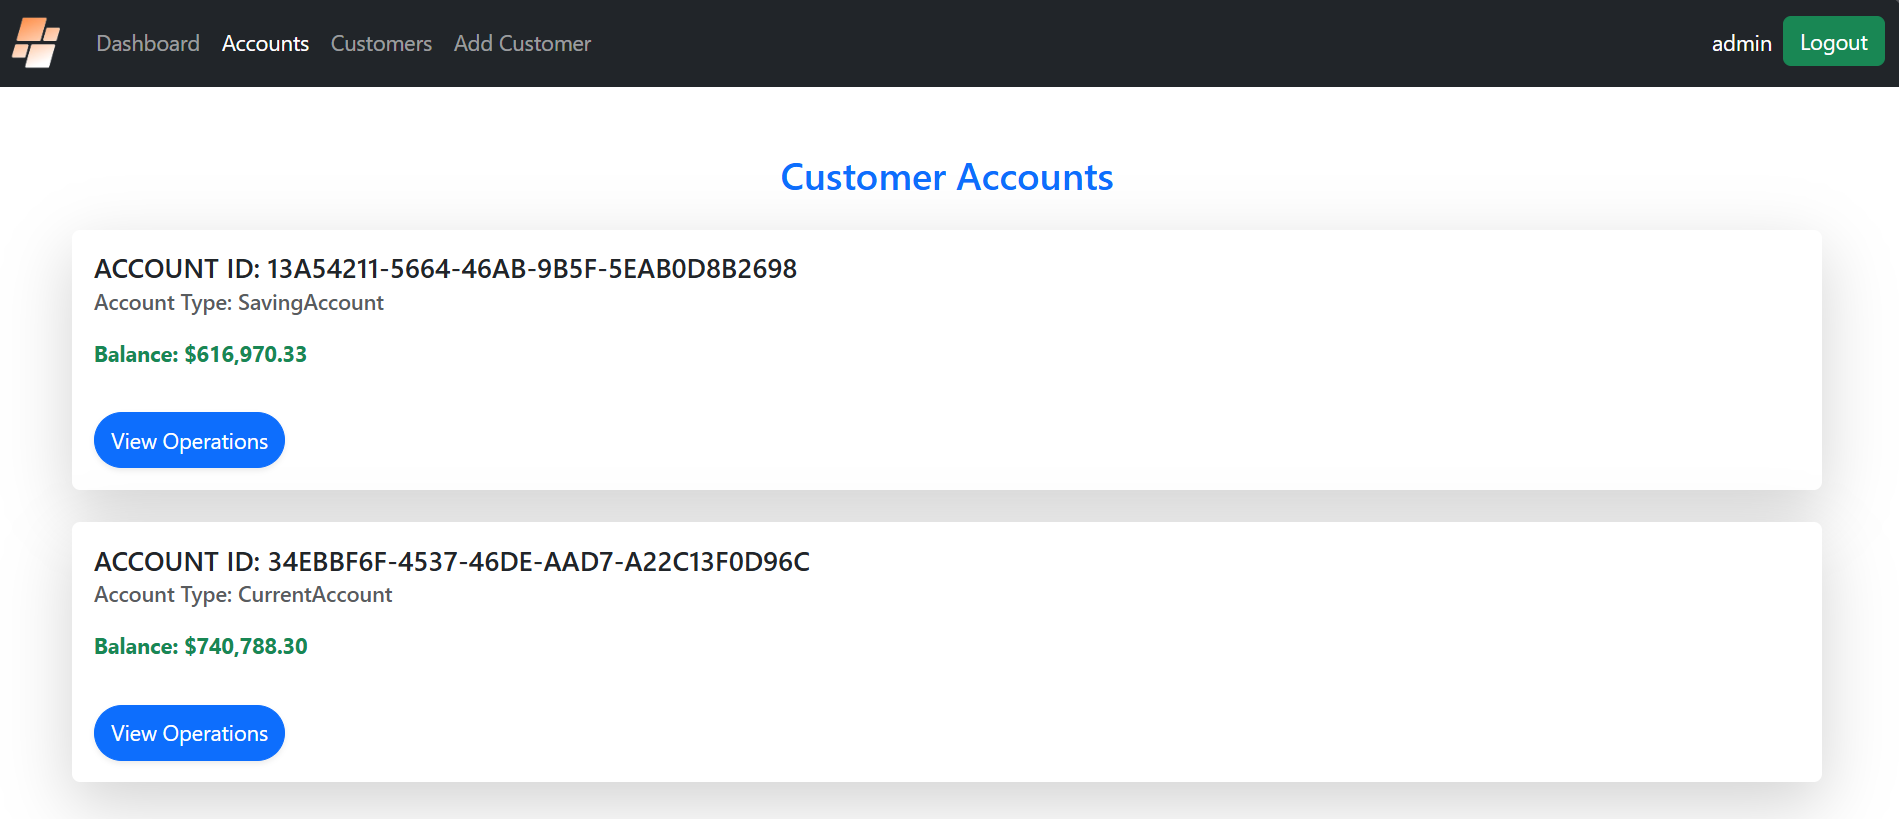 Dashboard Accounts Customers Add Customer admin Logout
Customer Accounts
ACCOUNT ID: 13A54211-5664-46AB-9B5F-5EAB0D8B2698
Account Type: SavingAccount
Balance: $616,970.33
View Operations
ACCOUNT ID: 34EBBF6F-4537-46DE-AAD7-A22C13F0D96C
Account Type: CurrentAccount
Balance: $740,788.30
View Operations